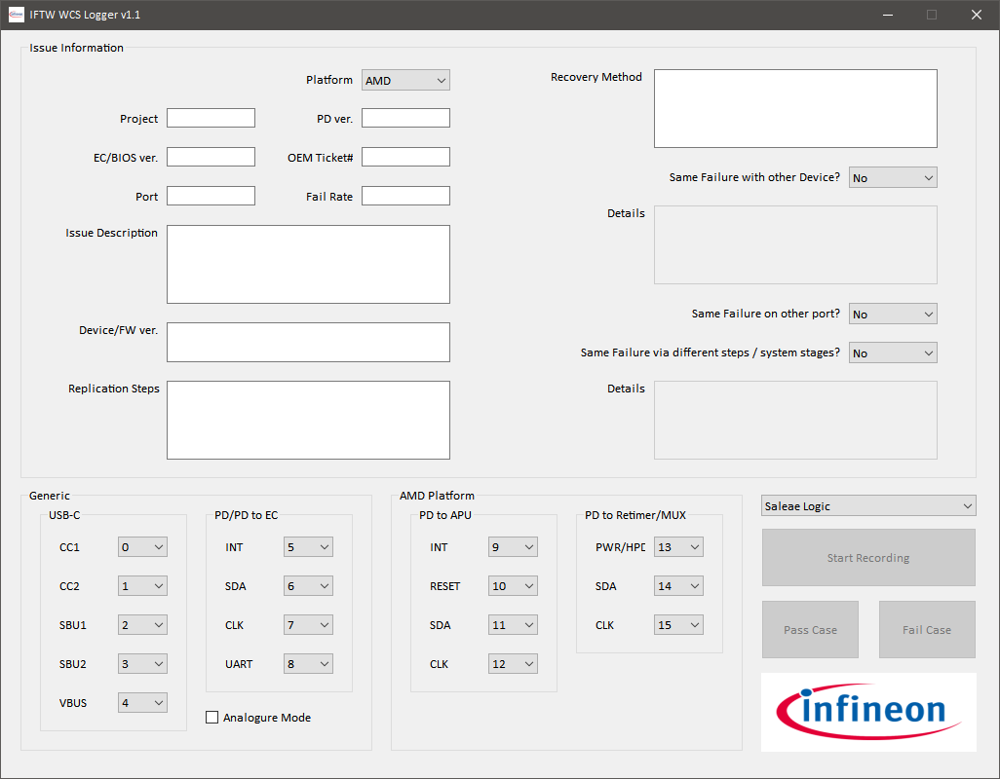 IFTW WCS Logger v1.1
Issue Information
Platform AMD
Project
PD ver.
EC/BIOS ver.
OEM Ticket#
Port
Fail Rate
Issue Description
Device/FW ver.
Replication Steps
Recovery Method
Same Failure with other Device? No
Details
Same Failure on other port? No
Same Failure via different steps / system stages? No
Details
Generic
USB-C
CC1 0
CC2 1
SBU1 2
SBU2 3
VBUS 4
PD/PD to EC
INT 5
SDA 6
CLK 7
UART 8
Analogure Mode
AMD Platform
PD to APU
INT 9
RESET 10
SDA 11
CLK 12
PD to Retimer/MUX
PWR/HPD 13
SDA 14
CLK 15
Saleae Logic
Start Recording
Pass Case
Fail Case
infineon